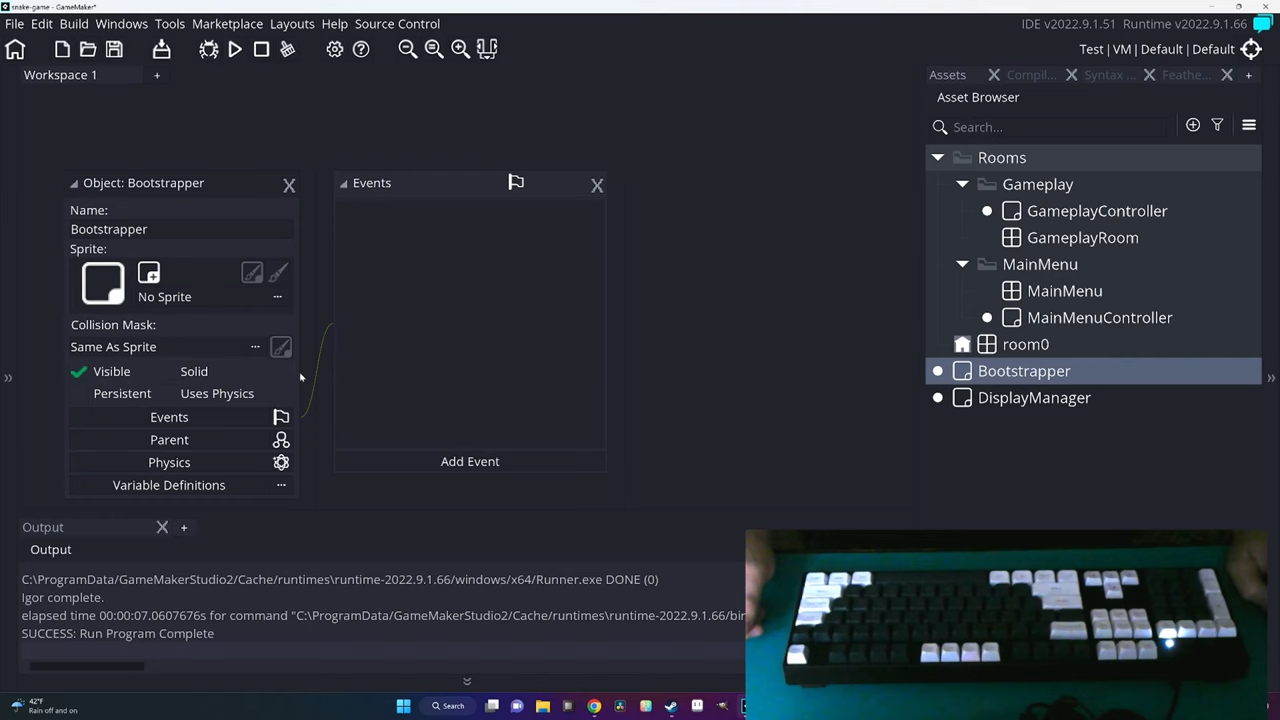 snake-game - GameMaker*
File Edit Build Windows Tools Marketplace Layouts Help Source Control
IDE v2022.9.1.51 Runtime v2022.9.1.66
Test | VM | Default | Default
Workspace 1 +
Assets Compil... Syntax ... Feathe... +
Asset Browser
Search...
Rooms
Gameplay
GameplayController
GameplayRoom
MainMenu
MainMenu
MainMenuController
room0
Bootstrapper
DisplayManager
Object: Bootstrapper
Name:
Bootstrapper
Sprite:
No Sprite
...
Collision Mask:
Same As Sprite ...
Visible Solid
Persistent Uses Physics
Events
Parent
Physics
Variable Definitions ...
Events
Add Event
Output +
Output
C:\ProgramData/GameMakerStudio2/Cache/runtimes\runtime-2022.9.1.66/windows/x64/Runner.exe DONE (0)
Igor complete.
elapsed time 00:00:07.0607676s for command "C:\ProgramData/GameMakerStudio2/Cache/runtimes\runtime-2022.9.1.66/bin
SUCCESS: Run Program Complete
42°F
Rain off and on
Search